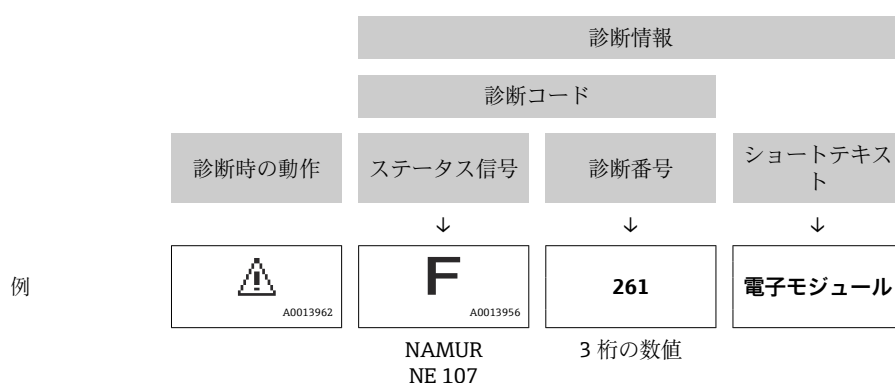 診断情報
診断コード
診断時の動作
ステータス信号
診断番号
ショートテキス
ト
↓
↓
↓
例
A0013962
F
A0013956
261
電子モジュール
NAMUR
NE 107
3 桁の数値